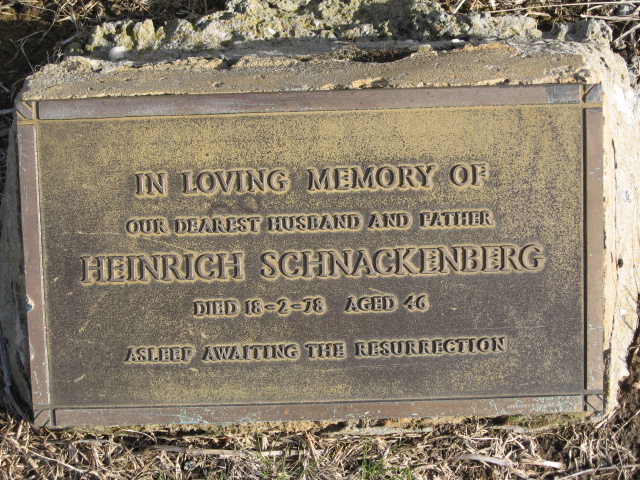 IN LOVING MEMORY OF
OUR DEAREST HUSBAND AND FATHER
HEINRICH SCHNACKENBERG
DIED 18-2-78 AGED 46
ASLEEP AWAITING THE RESURRECTION